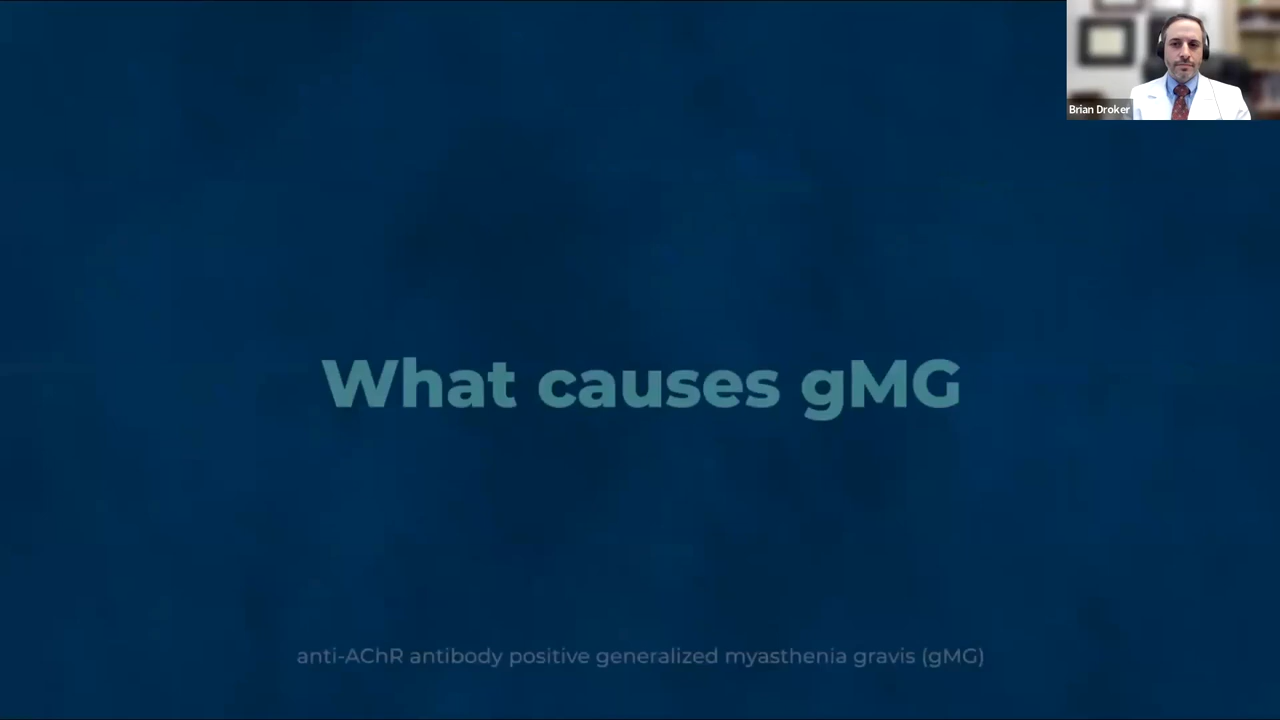 Brian Droker
What causes gMG
anti-AChR antibody positive generalized myasthenia gravis (gMG)